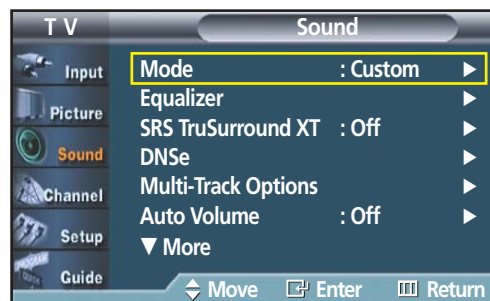 T V Sound
Input
Picture
Sound
Channel
Setup
Guide
Mode : Custom ▶
Equalizer ▶
SRS TruSurround XT : Off ▶
DNSe ▶
Multi-Track Options ▶
Auto Volume : Off ▶
▼ More
Move Enter Return